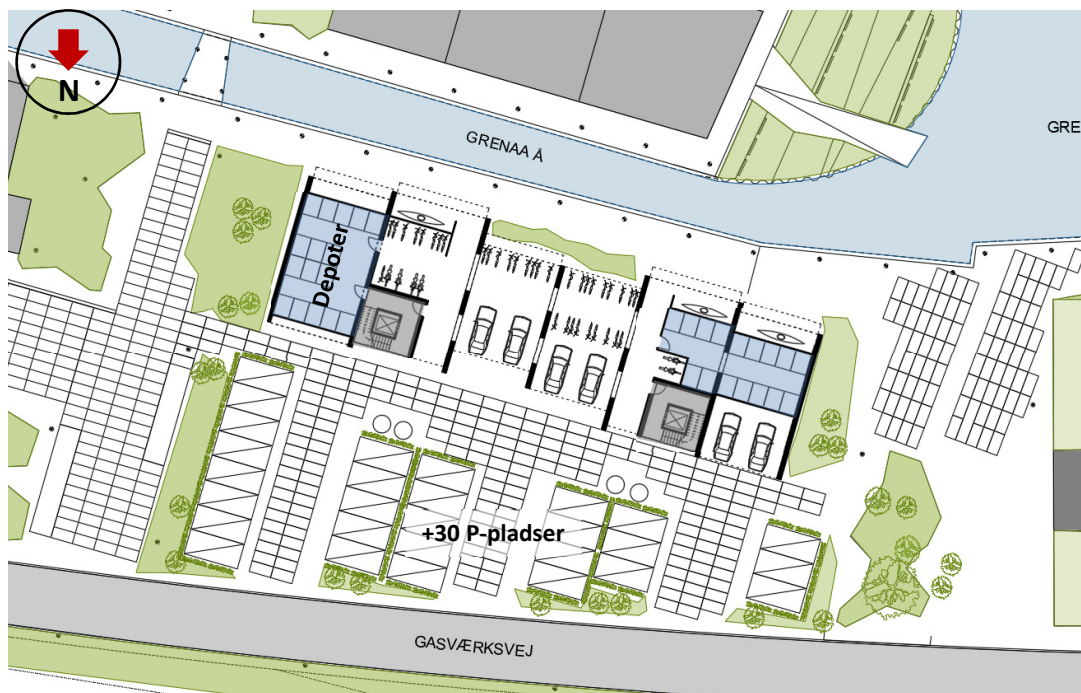 N
GRENAA Å
GRE
Depoter
+30 P-pladser
GASVÆRKSVEJ